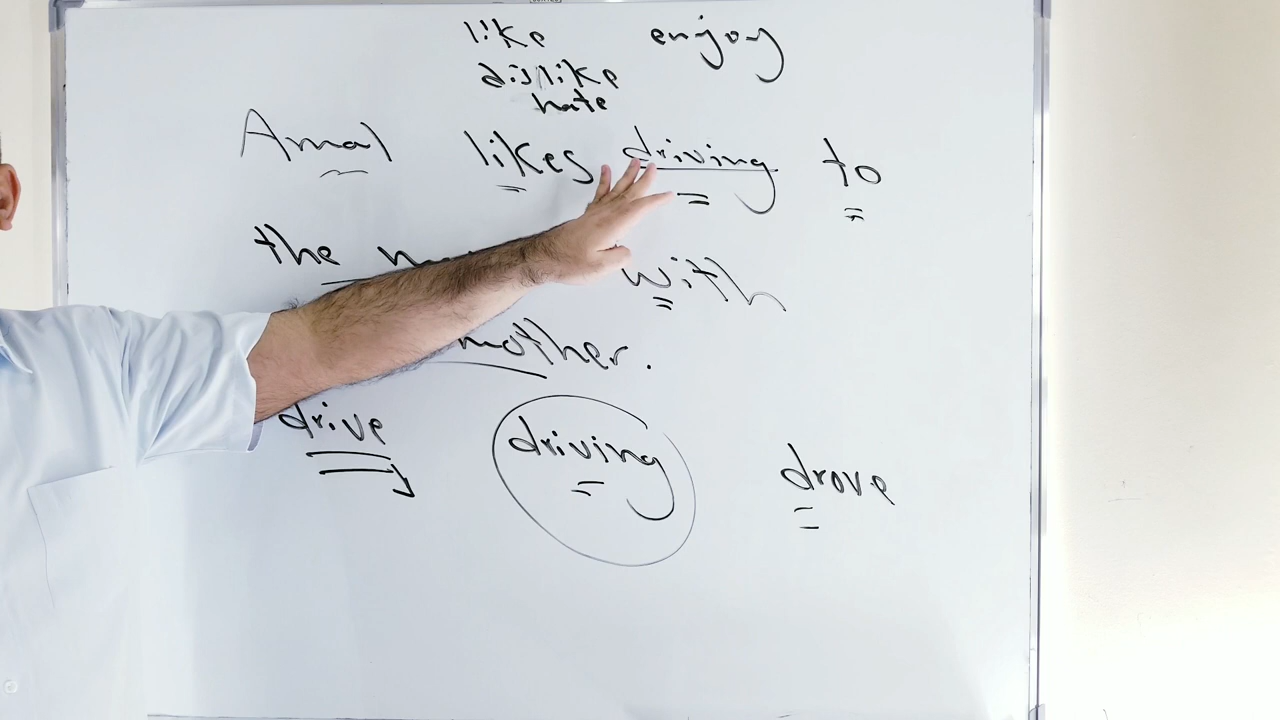 like enjoy
dislike
hate
Amal likes driving to
the with
mother.
drive driving drove